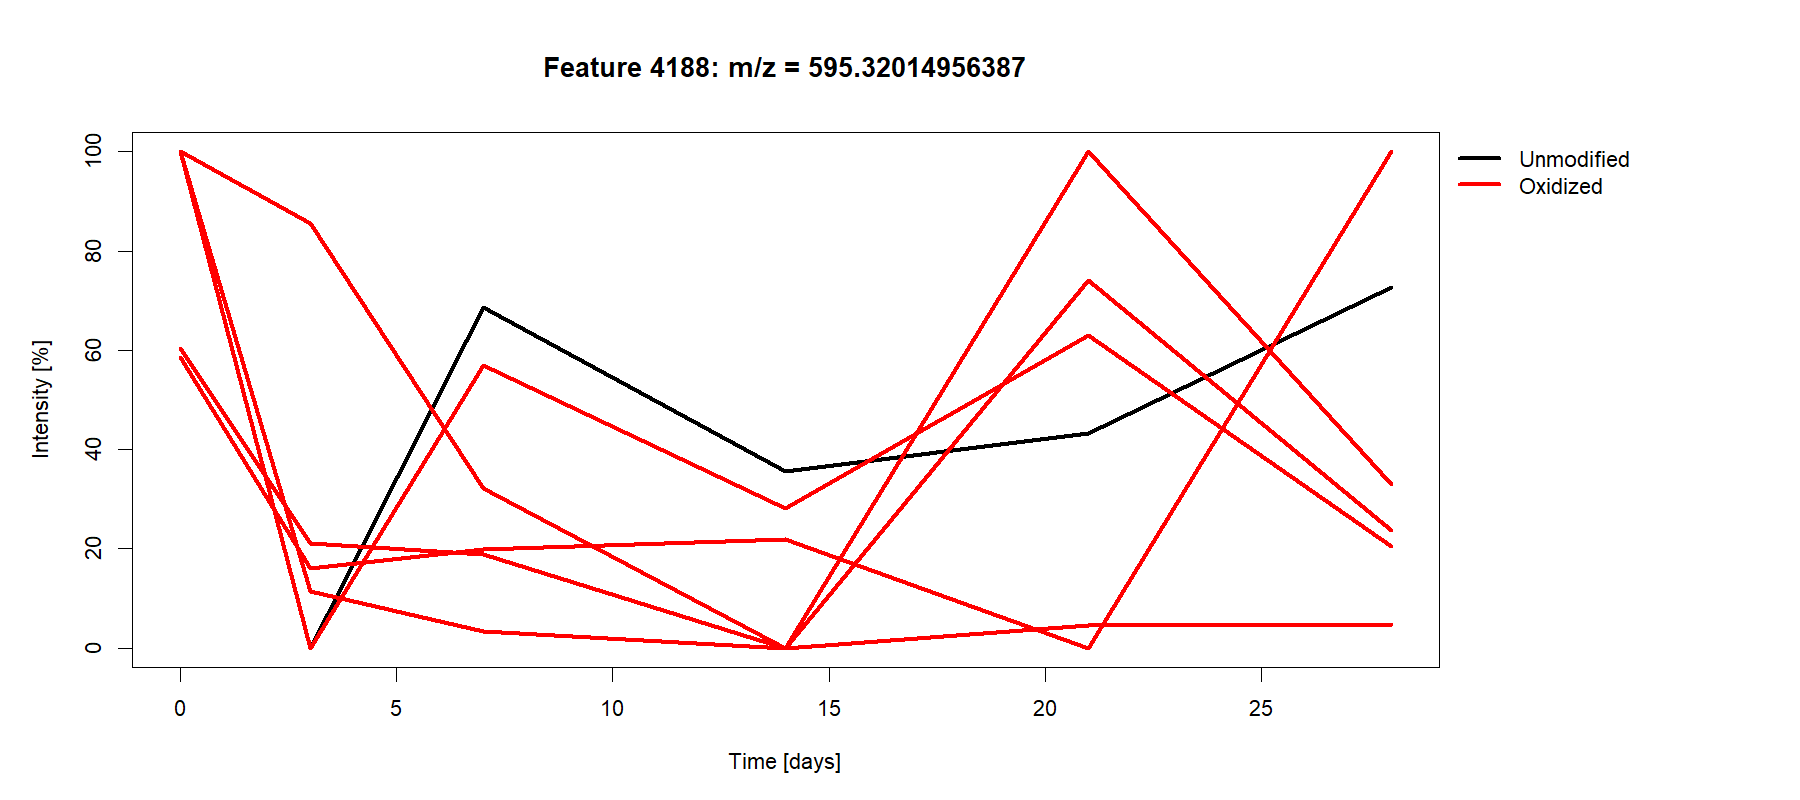 Feature 4188: m/z = 595.32014956387
Unmodified
Oxidized
Intensity [%]
100
80
60
40
20
0
0 5 10 15 20 25
Time [days]